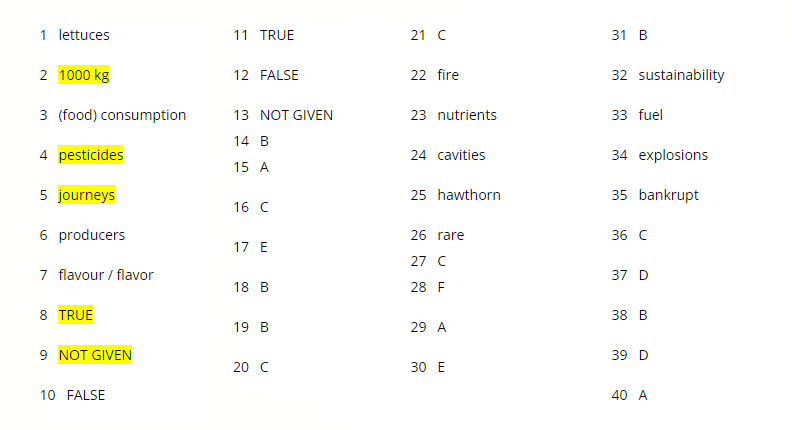 1 lettuces
2 1000 kg
3 (food) consumption
4 pesticides
5 journeys
6 producers
7 flavour / flavor
8 TRUE
9 NOT GIVEN
10 FALSE
11 TRUE
12 FALSE
13 NOT GIVEN
14 B
15 A
16 C
17 E
18 B
19 B
20 C
21 C
22 fire
23 nutrients
24 cavities
25 hawthorn
26 rare
27 C
28 F
29 A
30 E
31 B
32 sustainability
33 fuel
34 explosions
35 bankrupt
36 C
37 D
38 B
39 D
40 A